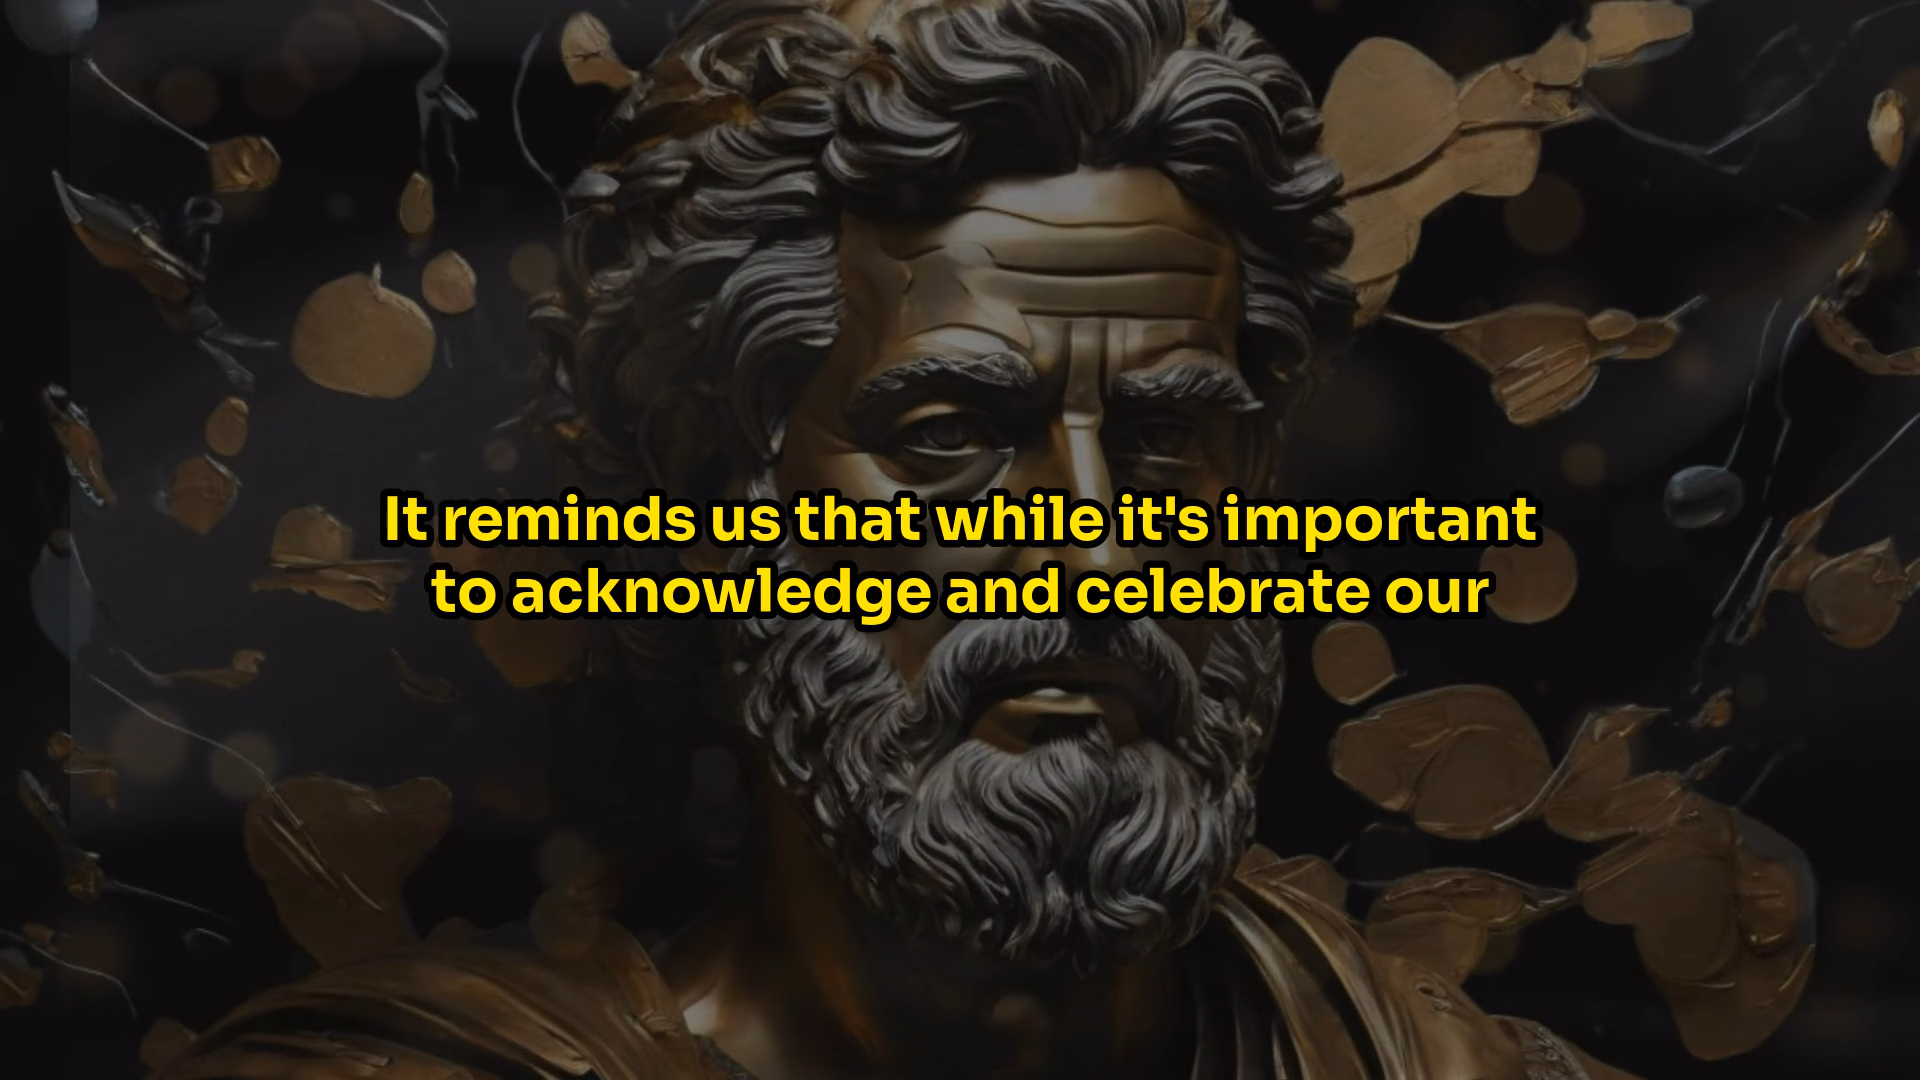 It reminds us that while it's important
to acknowledge and celebrate our